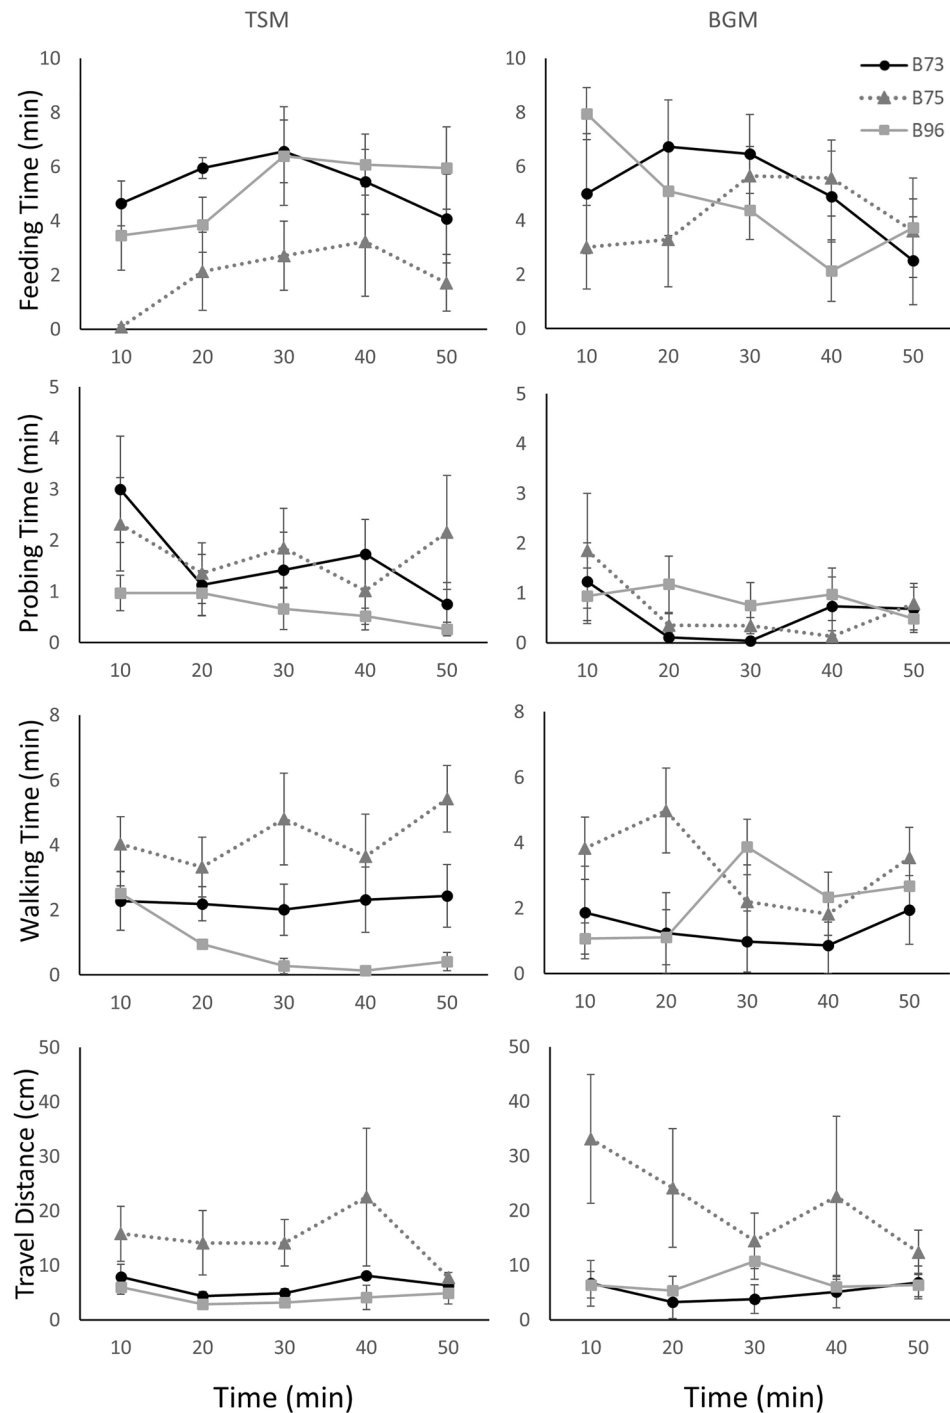 TSM
BGM
Feeding Time (min)
10
8
6
4
2
0
10 20 30 40 50
10
8
6
4
2
0
10 20 30 40 50
B73
B75
B96
Probing Time (min)
5
4
3
2
1
0
10 20 30 40 50
5
4
3
2
1
0
10 20 30 40 50
Walking Time (min)
8
6
4
2
0
10 20 30 40 50
8
6
4
2
0
10 20 30 40 50
Travel Distance (cm)
50
40
30
20
10
0
10 20 30 40 50
50
40
30
20
10
0
10 20 30 40 50
Time (min)
Time (min)